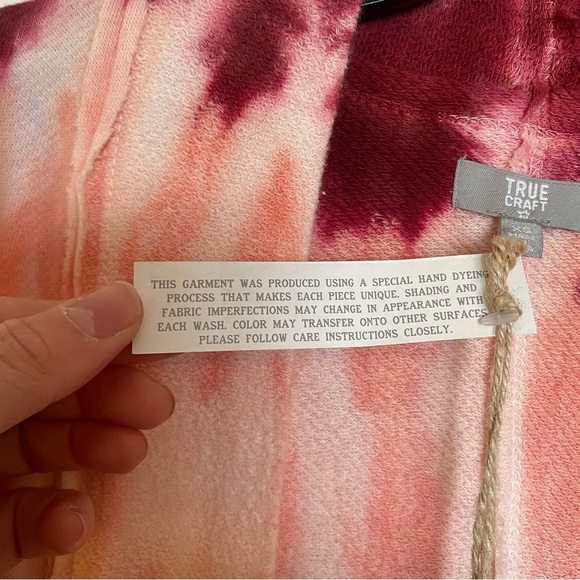 TRUE
CRAFT
XS
THIS GARMENT WAS PRODUCED USING A SPECIAL HAND DYEING
PROCESS THAT MAKES EACH PIECE UNIQUE. SHADING AND
FABRIC IMPERFECTIONS MAY CHANGE IN APPEARANCE WITH
EACH WASH. COLOR MAY TRANSFER ONTO OTHER SURFACES.
PLEASE FOLLOW CARE INSTRUCTIONS CLOSELY.